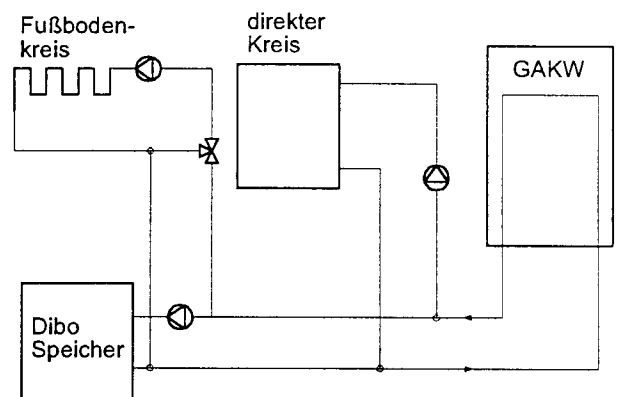 Fußboden-
kreis
direkter
Kreis
GAKW
Dibo
Speicher